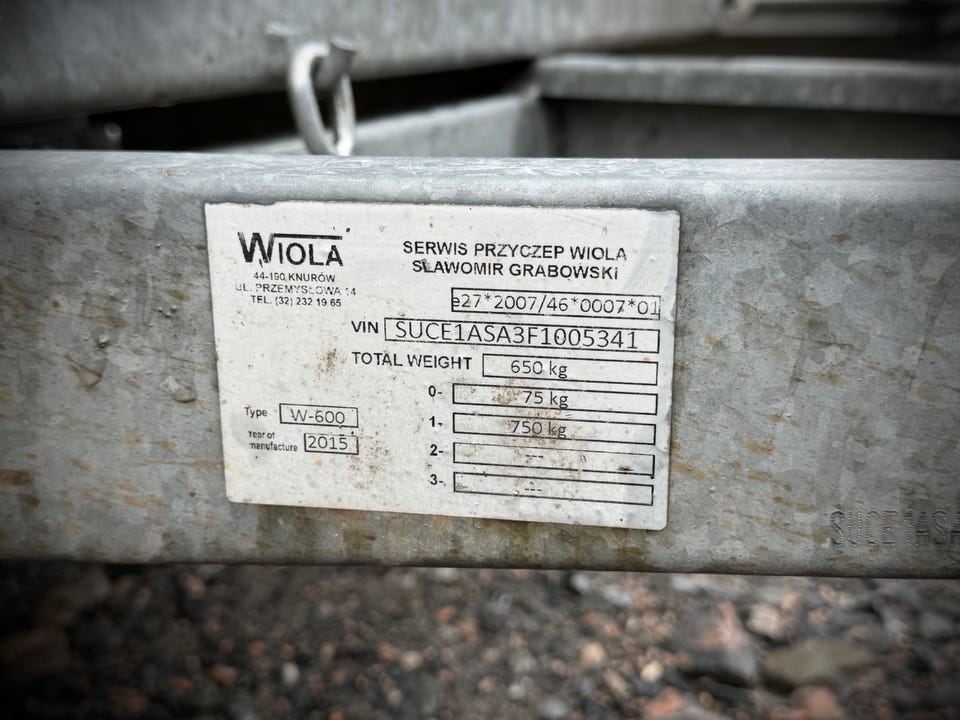 WIOLA
44-190 KNURÓW
UL. PRZEMYSŁOWA 14
TEL. (32) 232 19 65
SERWIS PRZYCZEP WIOLA
SŁAWOMIR GRABOWSKI
e27*2007/46*0007*01
VIN SUCE1ASA3F1005341
TOTAL WEIGHT 650 kg
0- 75 kg
1- 750 kg
2- ---
3- ---
Type W-600
Year of
manufacture 2015
SUCE1ASA